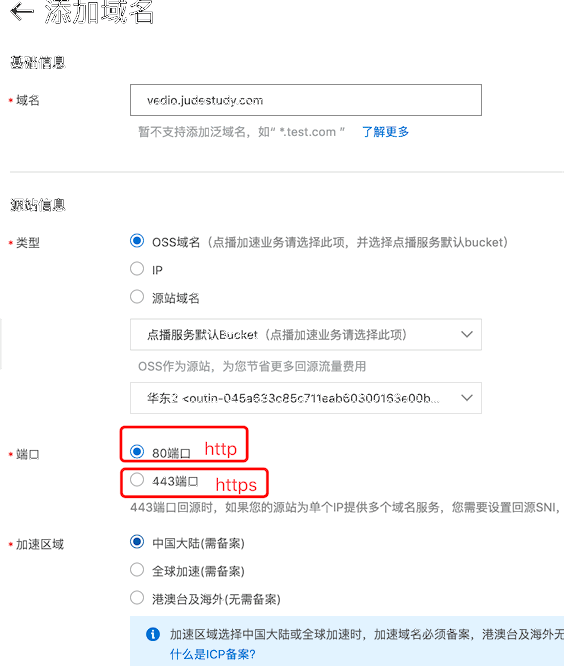 添加域名
基础信息
* 域名
vedio.judestudy.com
暂不支持添加泛域名，如“ *.test.com ” 了解更多
源站信息
* 类型
OSS域名（点播加速业务请选择此项，并选择点播服务默认bucket）
IP
源站域名
点播服务默认Bucket（点播加速业务请选择此项）
OSS作为源站，为您节省更多回源流量费用
华东2 <outin-045a633c85c711eab60300163e00b...
* 端口
80端口 http
443端口 https
443端口回源时，如果您的源站为单个IP提供多个域名服务，您需要设置回源SNI，
* 加速区域
中国大陆(需备案)
全球加速(需备案)
港澳台及海外(无需备案)
加速区域选择中国大陆或全球加速时，加速域名必须备案，港澳台及海外无
什么是ICP备案?